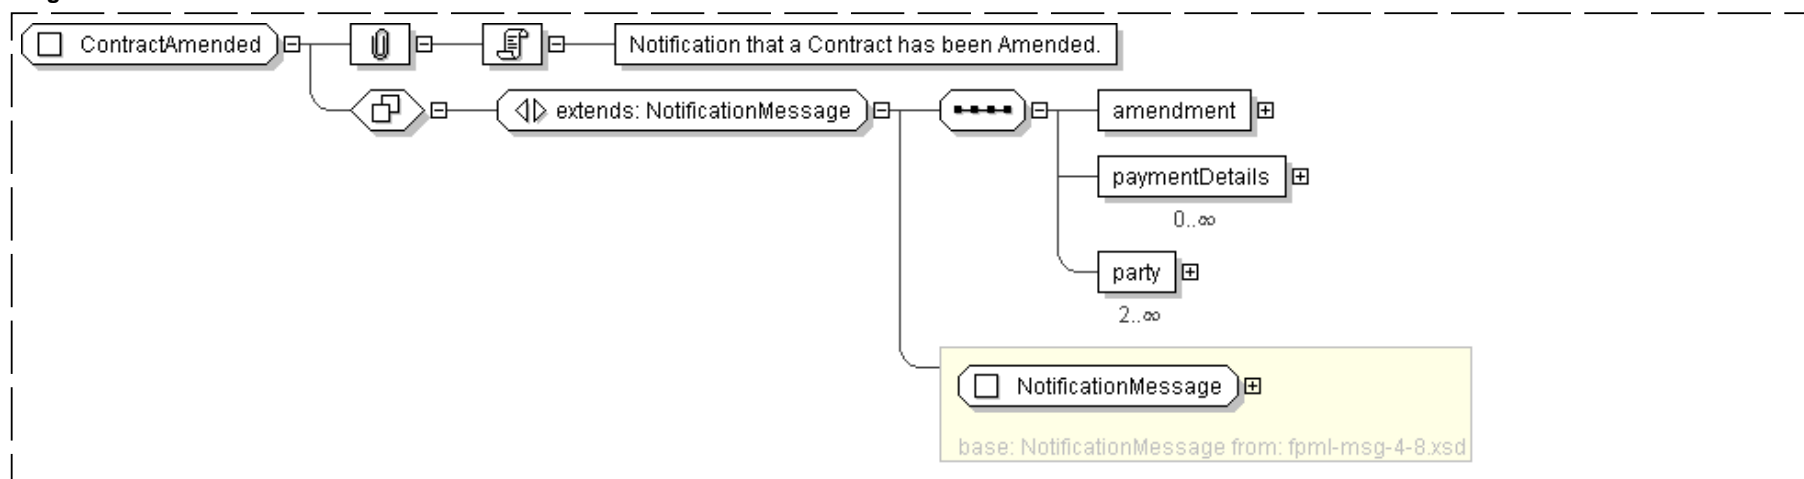 ContractAmended
Notification that a Contract has been Amended.
extends: NotificationMessage
amendment
paymentDetails
0..∞
party
2..∞
NotificationMessage
base: NotificationMessage from: fpml-msg-4-8.xsd